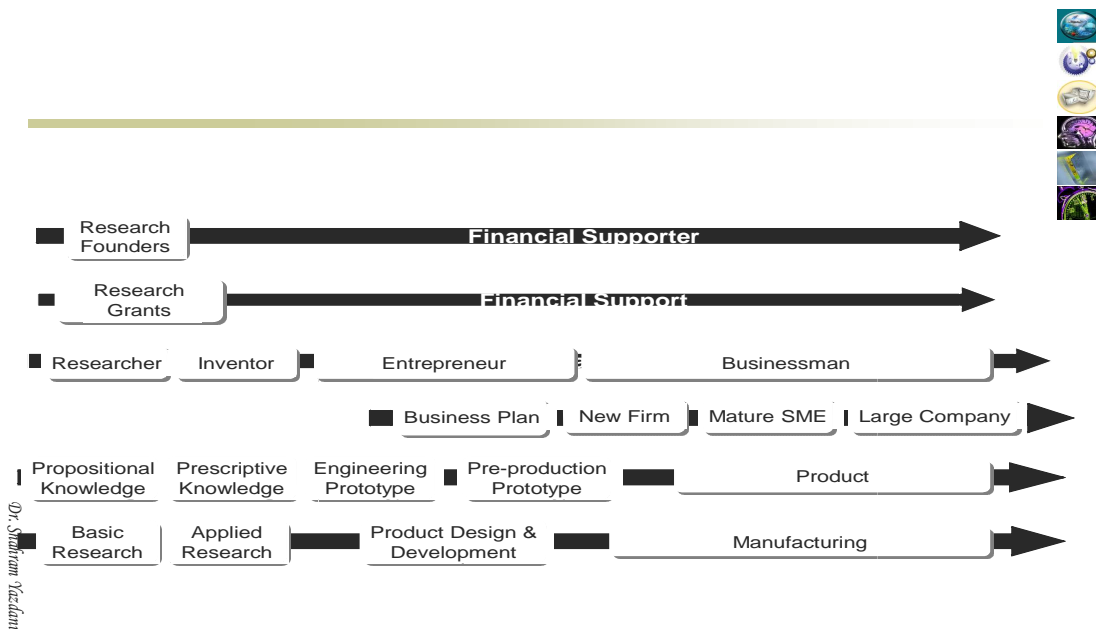 Research
Founders
Financial Supporter
Research
Grants
Financial Support
Researcher
Inventor
Entrepreneur
Businessman
Business Plan
New Firm
Mature SME
Large Company
Propositional
Knowledge
Prescriptive
Knowledge
Engineering
Prototype
Pre-production
Prototype
Product
Basic
Research
Applied
Research
Product Design &
Development
Manufacturing
Dr. Shahram Yazdani